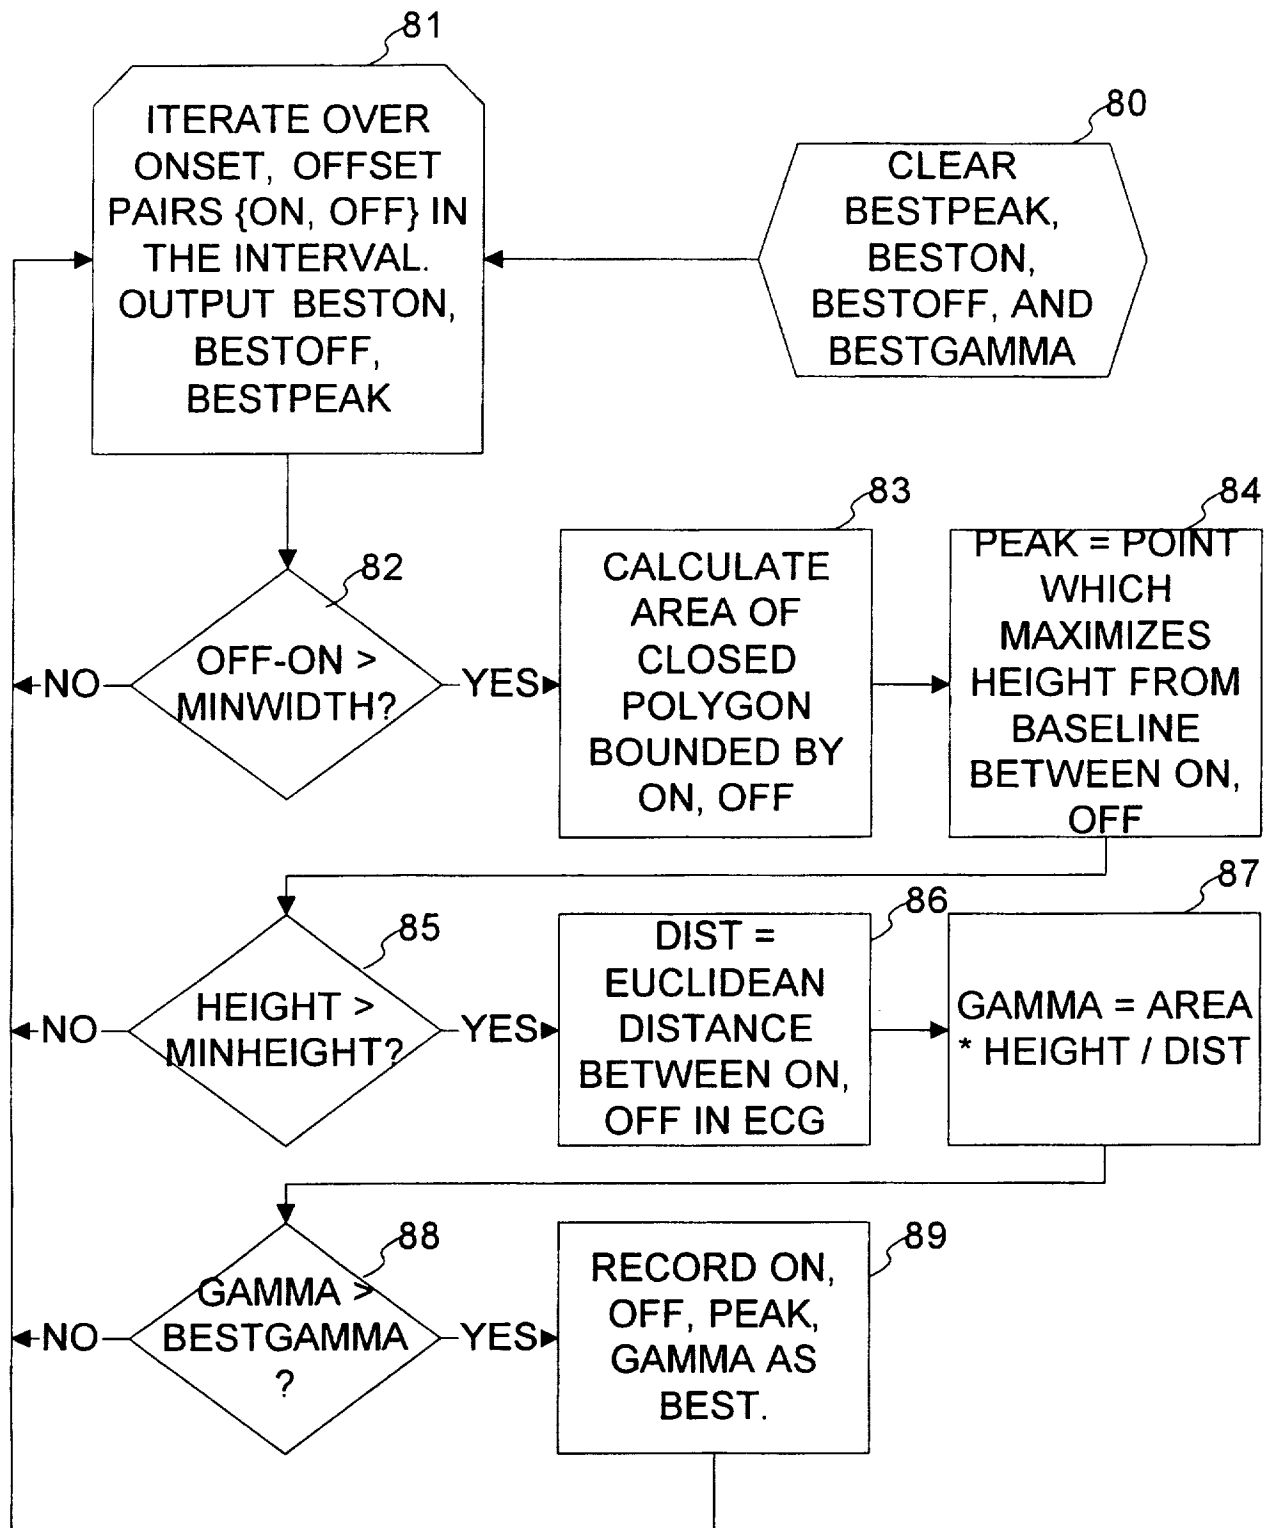 81
ITERATE OVER
ONSET, OFFSET
PAIRS {ON, OFF} IN
THE INTERVAL.
OUTPUT BESTON,
BESTOFF,
BESTPEAK
80
CLEAR
BESTPEAK,
BESTON,
BESTOFF, AND
BESTGAMMA
82
OFF-ON >
MINWIDTH?
NO
YES
83
CALCULATE
AREA OF
CLOSED
POLYGON
BOUNDED BY
ON, OFF
84
PEAK = POINT
WHICH
MAXIMIZES
HEIGHT FROM
BASELINE
BETWEEN ON,
OFF
85
HEIGHT >
MINHEIGHT?
NO
YES
86
DIST =
EUCLIDEAN
DISTANCE
BETWEEN ON,
OFF IN ECG
87
GAMMA = AREA
* HEIGHT / DIST
88
GAMMA >
BESTGAMMA
?
NO
YES
89
RECORD ON,
OFF, PEAK,
GAMMA AS
BEST.